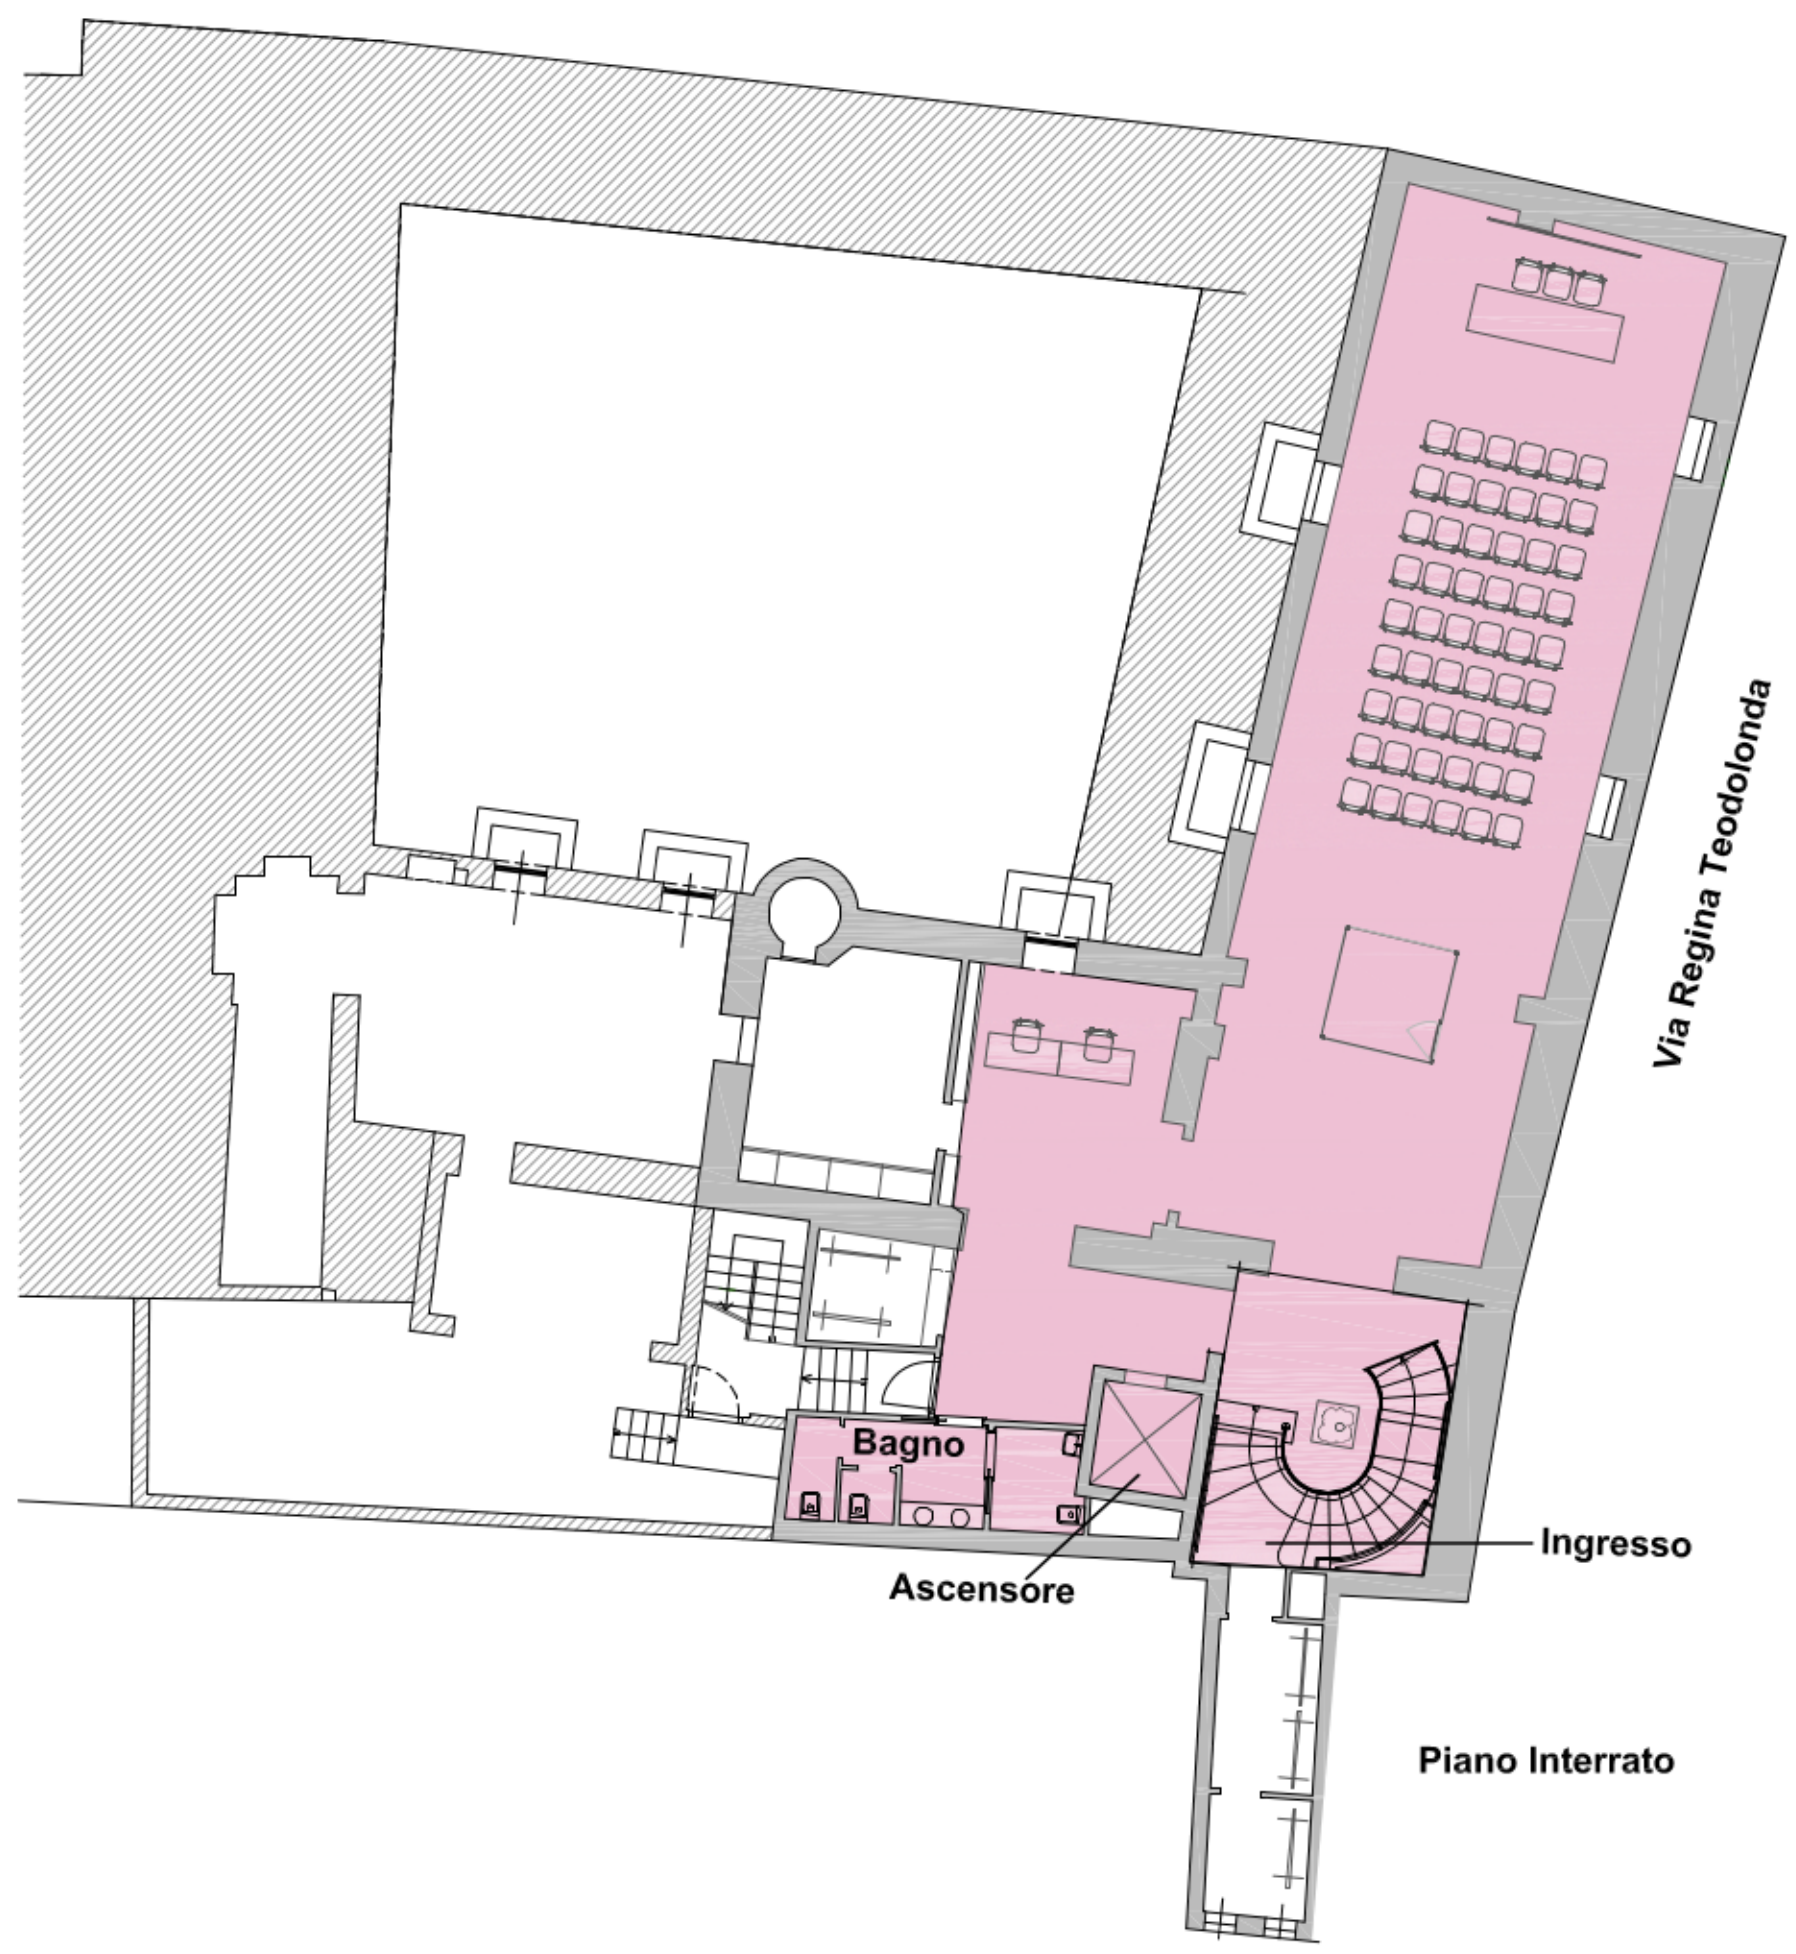 Via Regina Teodolonda
Bagno
Ingresso
Ascensore
Piano Interrato